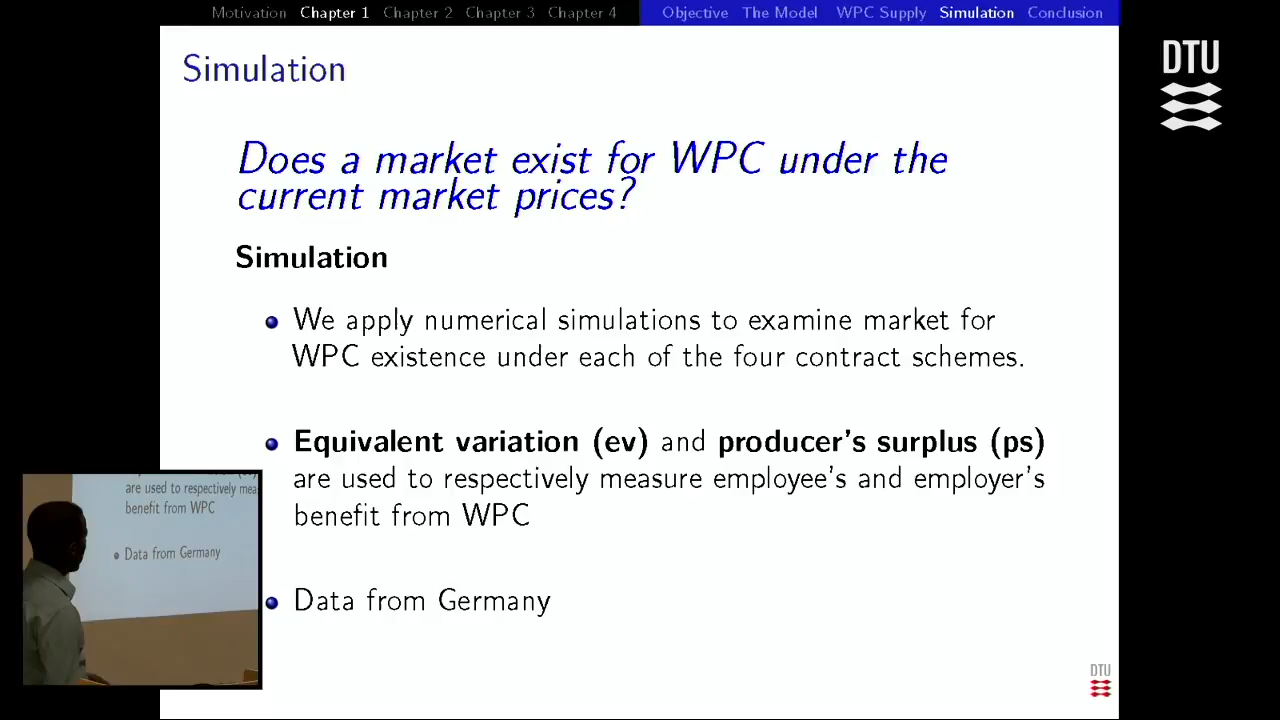 Motivation Chapter 1 Chapter 2 Chapter 3 Chapter 4 Objective The Model WPC Supply Simulation Conclusion
DTU
Simulation
Does a market exist for WPC under the
current market prices?
Simulation
We apply numerical simulations to examine market for
WPC existence under each of the four contract schemes.
Equivalent variation (ev) and producer's surplus (ps)
are used to respectively measure employee's and employer's
benefit from WPC
Data from Germany
are used to respectively mea
benefit from WPC
Data from Germany
DTU